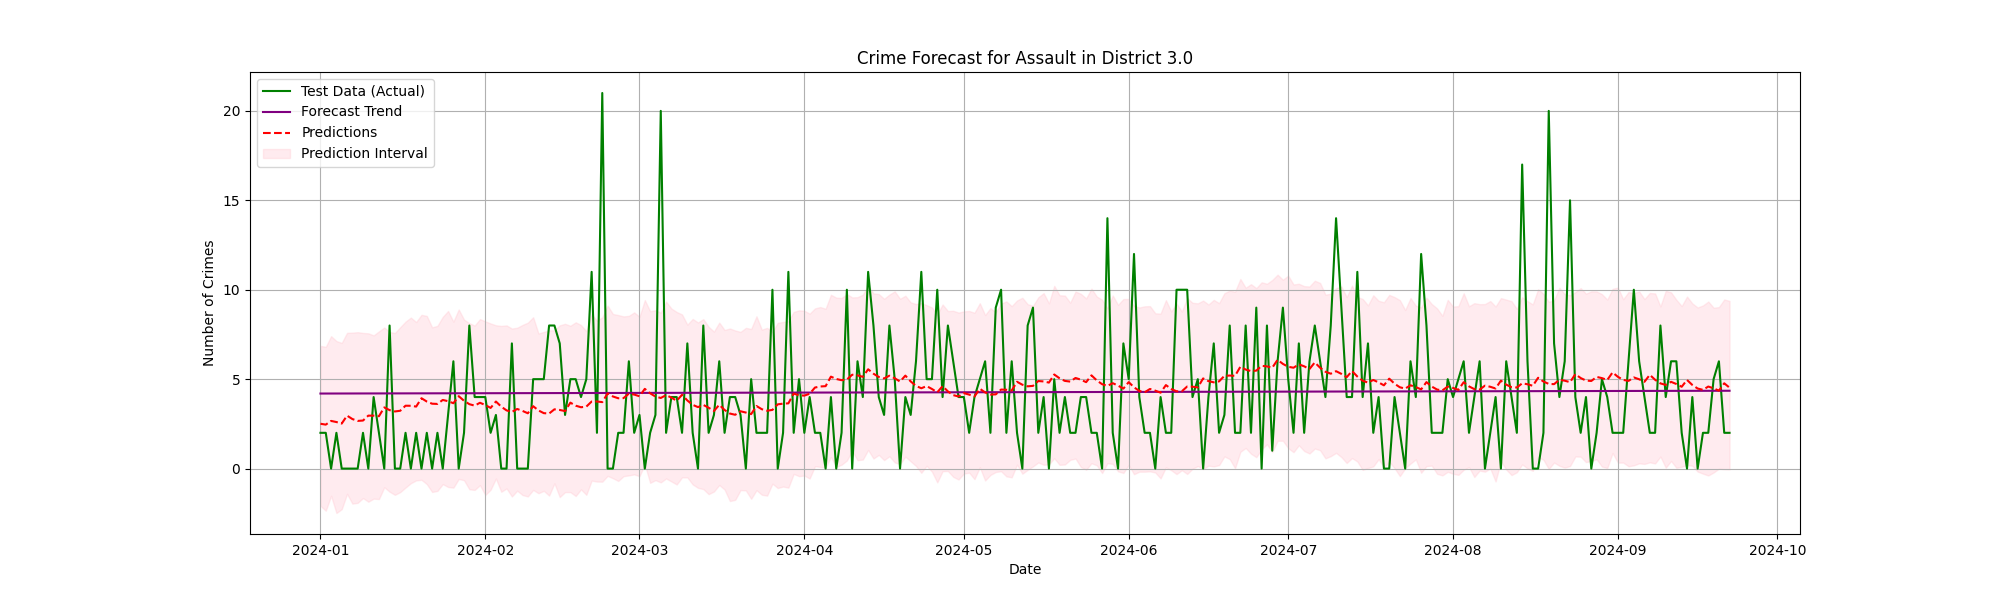 Crime Forecast for Assault in District 3.0
Test Data (Actual)
Forecast Trend
Predictions
Prediction Interval
Number of Crimes
20
15
10
5
0
2024-01 2024-02 2024-03 2024-04 2024-05 2024-06 2024-07 2024-08 2024-09 2024-10
Date